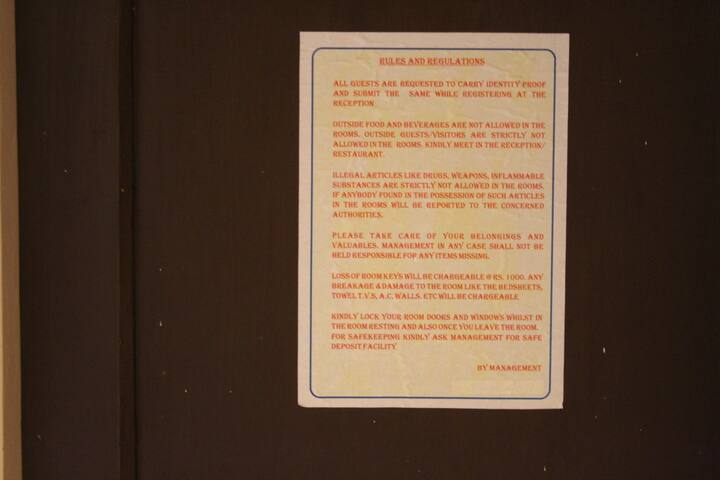 RULES AND REGULATIONS
ALL GUESTS ARE REQUESTED TO CARRY IDENTITY PROOF
AND SUBMIT THE SAME WHILE REGISTERING AT THE
RECEPTION
OUTSIDE FOOD AND BEVERAGES ARE NOT ALLOWED IN THE
ROOMS. OUTSIDE GUESTS/VISITORS ARE STRICTLY NOT
ALLOWED IN THE ROOMS. KINDLY MEET IN THE RECEPTION/
RESTAURANT.
ILLEGAL ARTICLES LIKE DRUGS, WEAPONS, INFLAMMABLE
SUBSTANCES ARE STRICTLY NOT ALLOWED IN THE ROOMS.
IF ANYBODY FOUND IN THE POSSESSION OF SUCH ARTICLES
IN THE ROOMS WILL BE REPORTED TO THE CONCERNED
AUTHORITIES.
PLEASE TAKE CARE OF YOUR BELONGINGS AND
VALUABLES. MANAGEMENT IN ANY CASE SHALL NOT BE
HELD RESPONSIBLE FOP ANY ITEMS MISSING.
LOSS OF ROOM KEYS WILL BE CHARGEABLE @ RS. 1000. ANY
BREAKAGE & DAMAGE TO THE ROOM LIKE THE BEDSHEETS,
TOWEL T.V.S, A.C. WALLS. ETC WILL BE CHARGEABLE
KINDLY LOCK YOUR ROOM DOORS AND WINDOWS WHILST IN
THE ROOM RESTING AND ALSO ONCE YOU LEAVE THE ROOM.
FOR SAFEKEEPING KINDLY ASK MANAGEMENT FOR SAFE
DEPOSIT FACILITY
BY MANAGEMENT